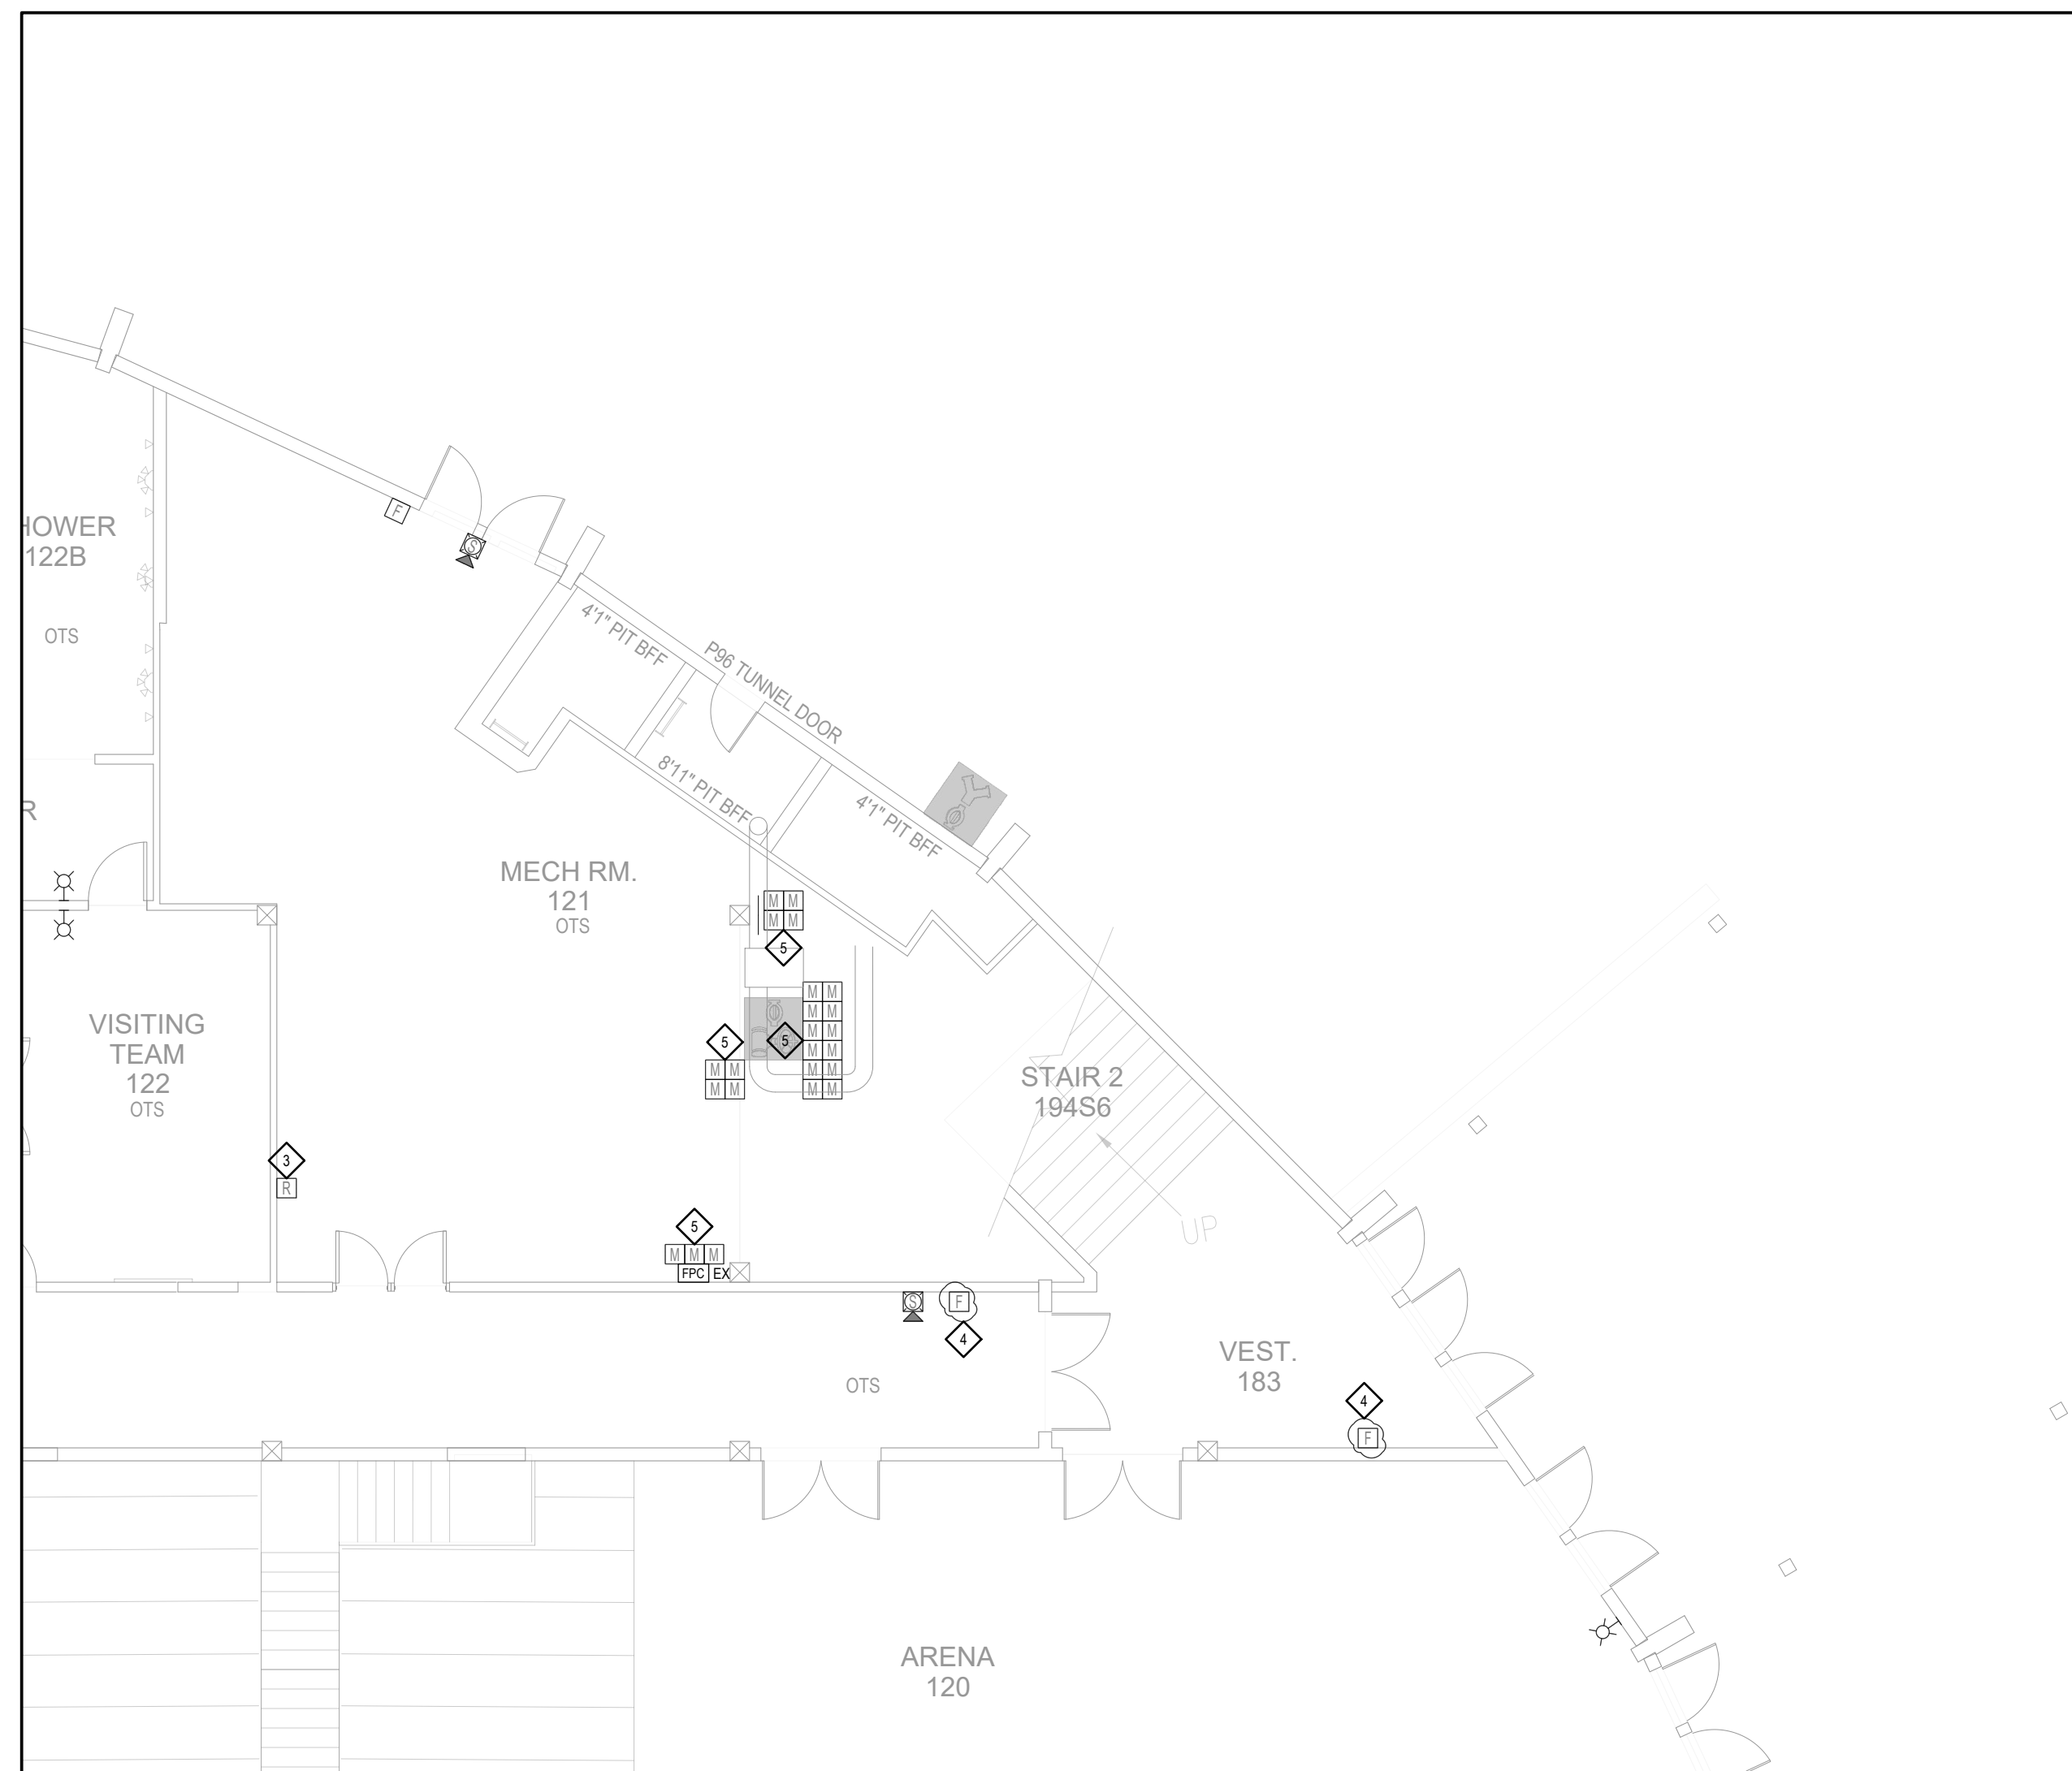 F
S
HOWER
122B
OTS
4'1" PIT BFF
P96 TUNNEL DOOR
8'11" PIT BFF
4'1" PIT BFF
R
MECH RM.
121
OTS
M M
M M
5
M M
M M
M M
M M
M M
M M
5
5
M M
M M
VISITING
TEAM
122
OTS
STAIR 2
194S6
UP
3
R
5
M M M
FPC EX
S
F
4
OTS
VEST.
183
4
F
ARENA
120